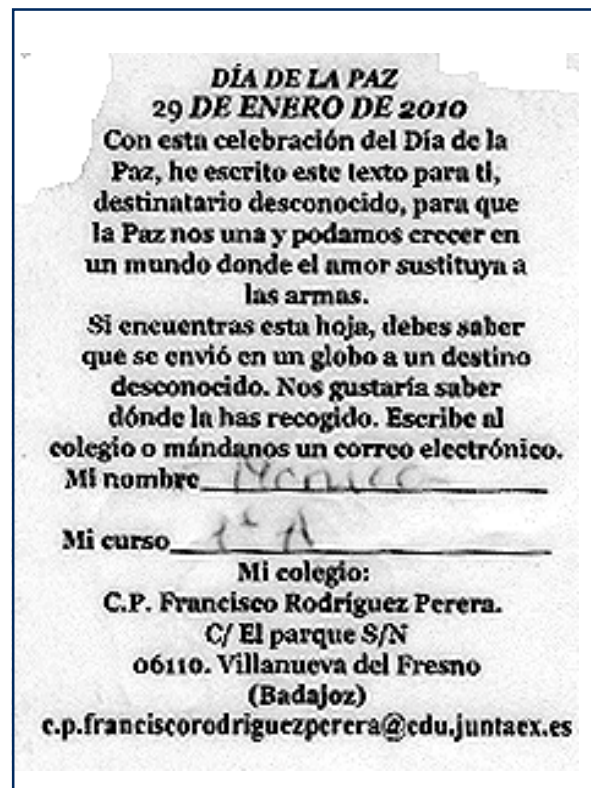 DÍA DE LA PAZ
29 DE ENERO DE 2010
Con esta celebración del Día de la
Paz, he escrito este texto para ti,
destinatario desconocido, para que
la Paz nos una y podamos crecer en
un mundo donde el amor sustituya a
las armas.
Si encuentras esta hoja, debes saber
que se envió en un globo a un destino
desconocido. Nos gustaría saber
dónde la has recogido. Escribe al
colegio o mándanos un correo electrónico.
Mi nombre Monica
Mi curso 1º A
Mi colegio:
C.P. Francisco Rodríguez Perera.
C/ El parque S/N
06110. Villanueva del Fresno
(Badajoz)
c.p.franciscorodriguezperera@edu.juntaex.es